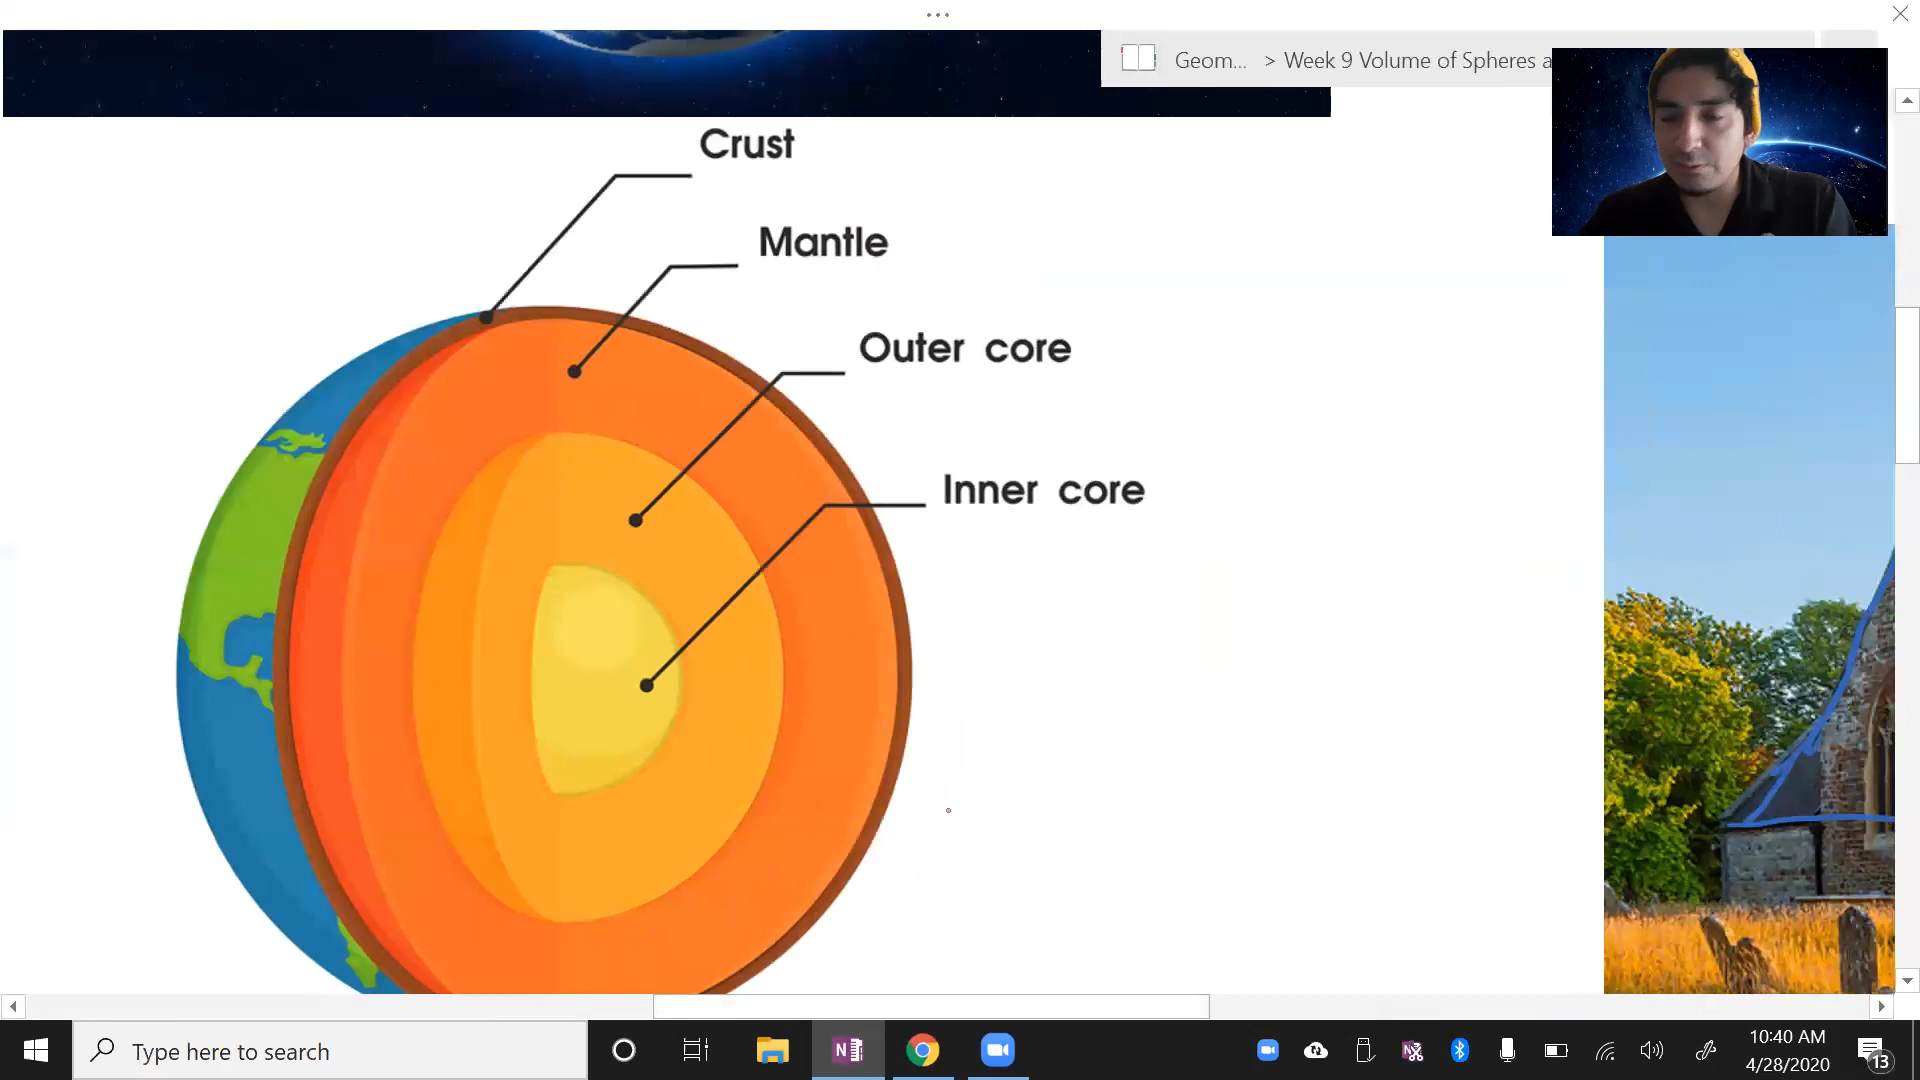 Geom... > Week 9 Volume of Spheres a
Crust
Mantle
Outer core
Inner core
Type here to search
N
10:40 AM
4/28/2020
13